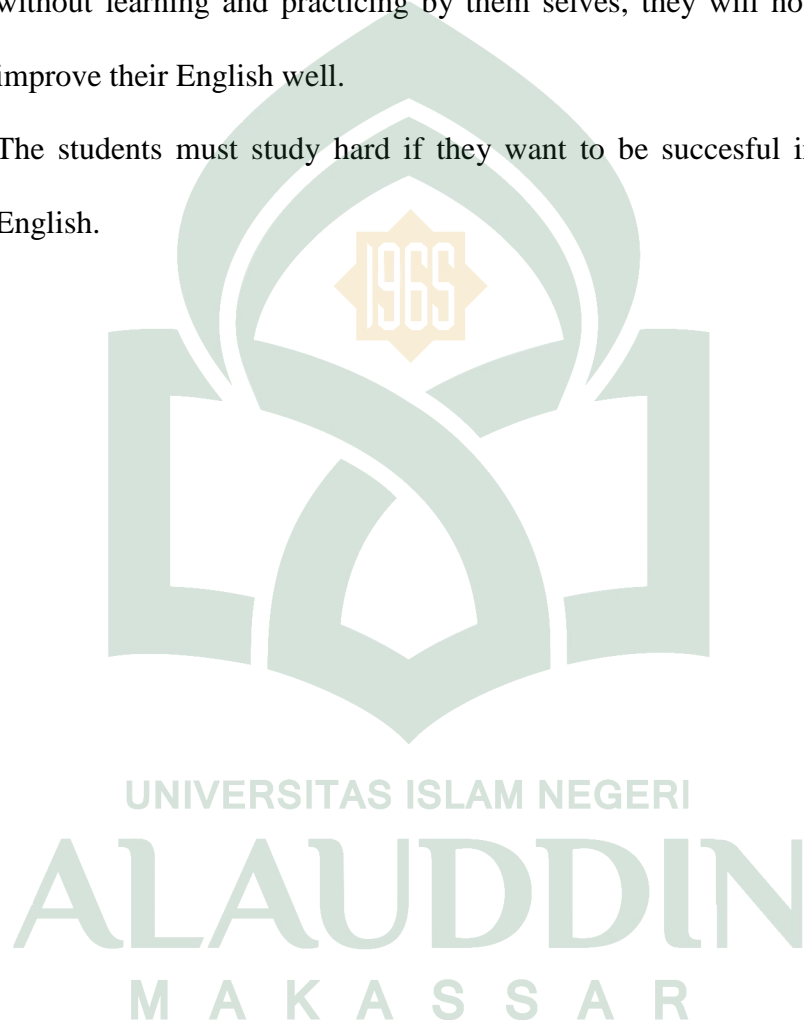 without learning and practicing by them selves, they will no
improve their English well.
The students must study hard if they want to be succesful i
English.
1965
UNIVERSITAS ISLAM NEGERI
ALAUDDIN
MAKASSAR